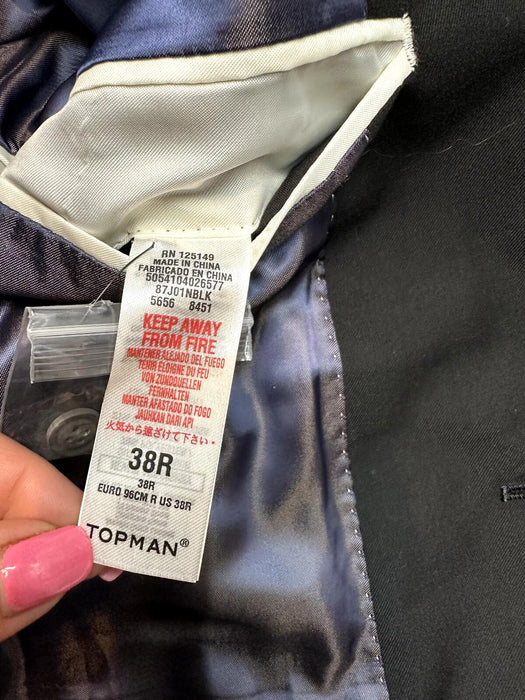 RN 125149
MADE IN CHINA
FABRICADO EN CHINA
5054104026577
87J01NBLK
5656 8451
KEEP AWAY
FROM FIRE
MANTENER ALEJADO DEL FUEGO
TENIR ELOIGNE DU FEU
VON ZUNDQUELLEN
FERNHALTEN
MANTER AFASTADO DO FOGO
JAUHKAN DARI API
火気から遠ざけて下さい・
38R
38R
EURO 96CM R US 38R
TOPMAN®